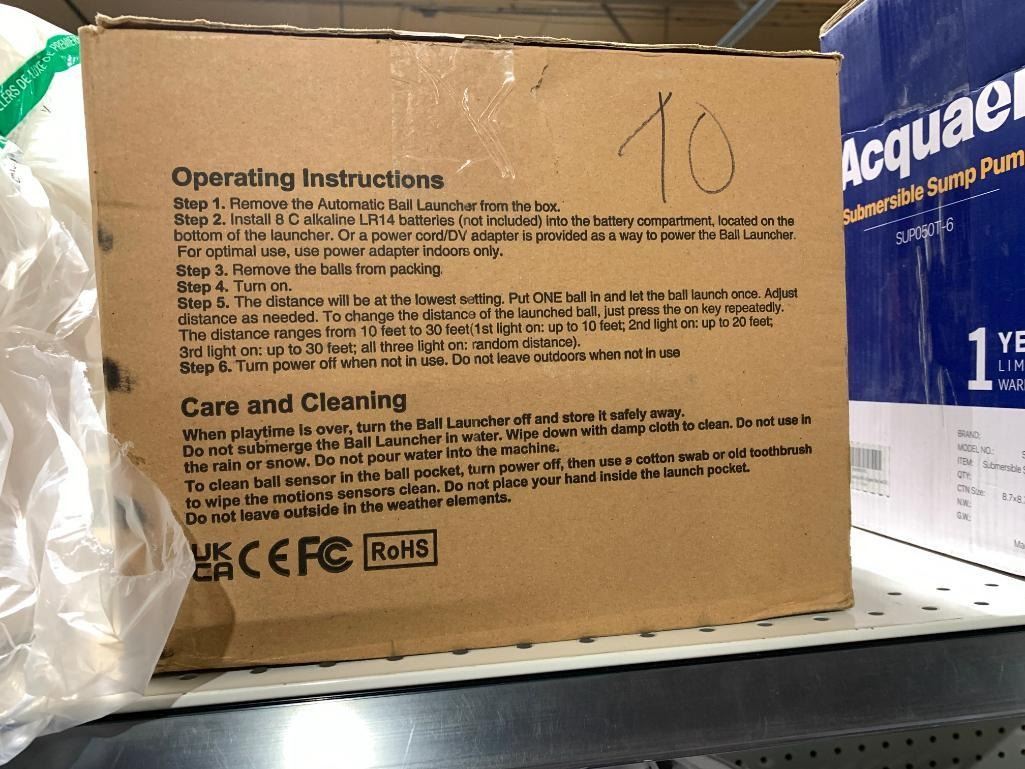 LERS DE LUXE DE PREMIÈRE
10
Operating Instructions
Step 1. Remove the Automatic Ball Launcher from the box.
Step 2. Install 8 C alkaline LR14 batteries (not included) into the battery compartment, located on the
bottom of the launcher. Or a power cord/DV adapter is provided as a way to power the Ball Launcher.
For optimal use, use power adapter indoors only.
Step 3. Remove the balls from packing.
Step 4. Turn on.
Step 5. The distance will be at the lowest setting. Put ONE ball in and let the ball launch once. Adjust
distance as needed. To change the distance of the launched ball, just press the on key repeatedly.
The distance ranges from 10 feet to 30 feet(1st light on: up to 10 feet; 2nd light on: up to 20 feet;
3rd light on: up to 30 feet; all three light on: random distance).
Step 6. Turn power off when not in use. Do not leave outdoors when not in use
Care and Cleaning
When playtime is over, turn the Ball Launcher off and store it safely away.
Do not submerge the Ball Launcher in water. Wipe down with damp cloth to clean. Do not use in
the rain or snow. Do not pour water into the machine.
To clean ball sensor in the ball pocket, turn power off, then use a cotton swab or old toothbrush
to wipe the motions sensors clean. Do not place your hand inside the launch pocket.
Do not leave outside in the weather elements.
UK
CA CE FC RoHS
Acquaer
Submersible Sump Pum
SUP050T-6
1 YE
LIM
WAR
BRAND:
MODEL NO.: S
ITEM: Submersible S
QTY:
CTN Size: 8.7x8.
N.W.:
G.W.:
Ma